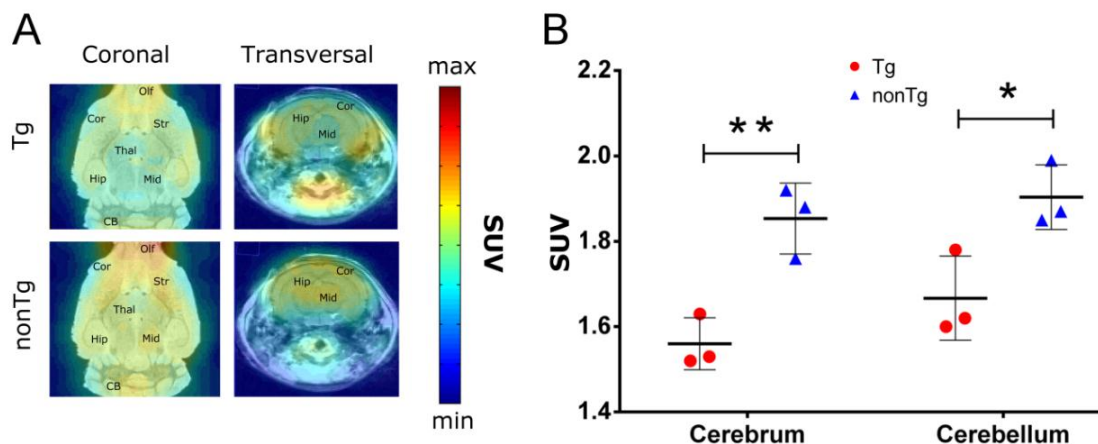 A
Coronal
Transversal
Tg
Olf
Cor
Str
Thal
Hip
Mid
CB
Hip
Cor
Mid
nonTg
Olf
Cor
Str
Thal
Hip
Mid
CB
Hip
Cor
Mid
max
SUV
min
B
Tg
nonTg
SUV
2.2
2.0
1.8
1.6
1.4
**
*
Cerebrum
Cerebellum